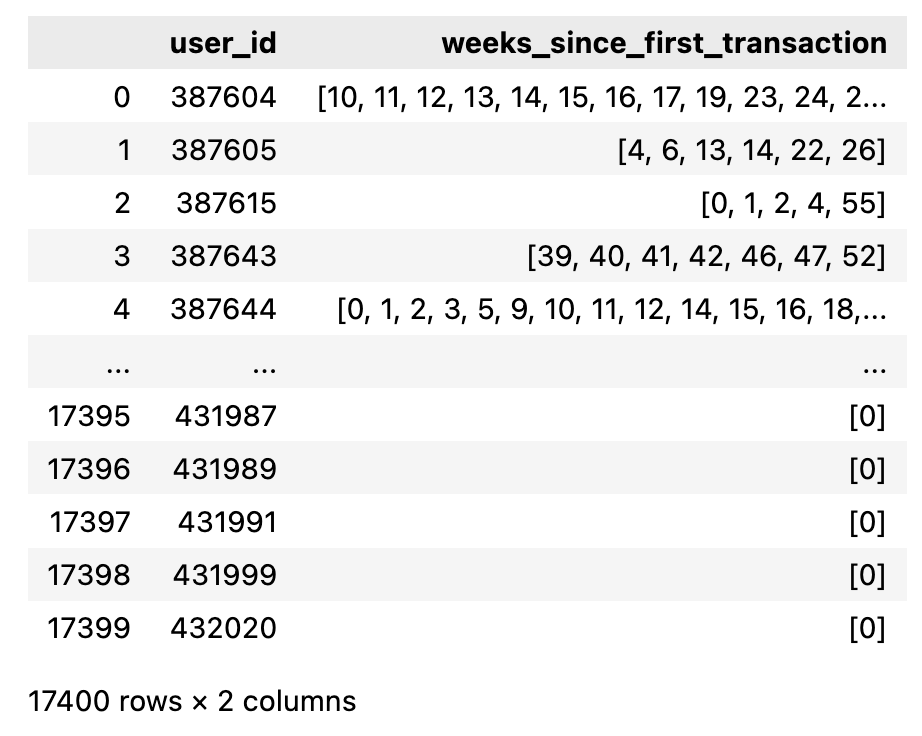 user_id weeks_since_first_transaction
0 387604 [10, 11, 12, 13, 14, 15, 16, 17, 19, 23, 24, 2...
1 387605 [4, 6, 13, 14, 22, 26]
2 387615 [0, 1, 2, 4, 55]
3 387643 [39, 40, 41, 42, 46, 47, 52]
4 387644 [0, 1, 2, 3, 5, 9, 10, 11, 12, 14, 15, 16, 18,...
... ... ...
17395 431987 [0]
17396 431989 [0]
17397 431991 [0]
17398 431999 [0]
17399 432020 [0]
17400 rows × 2 columns